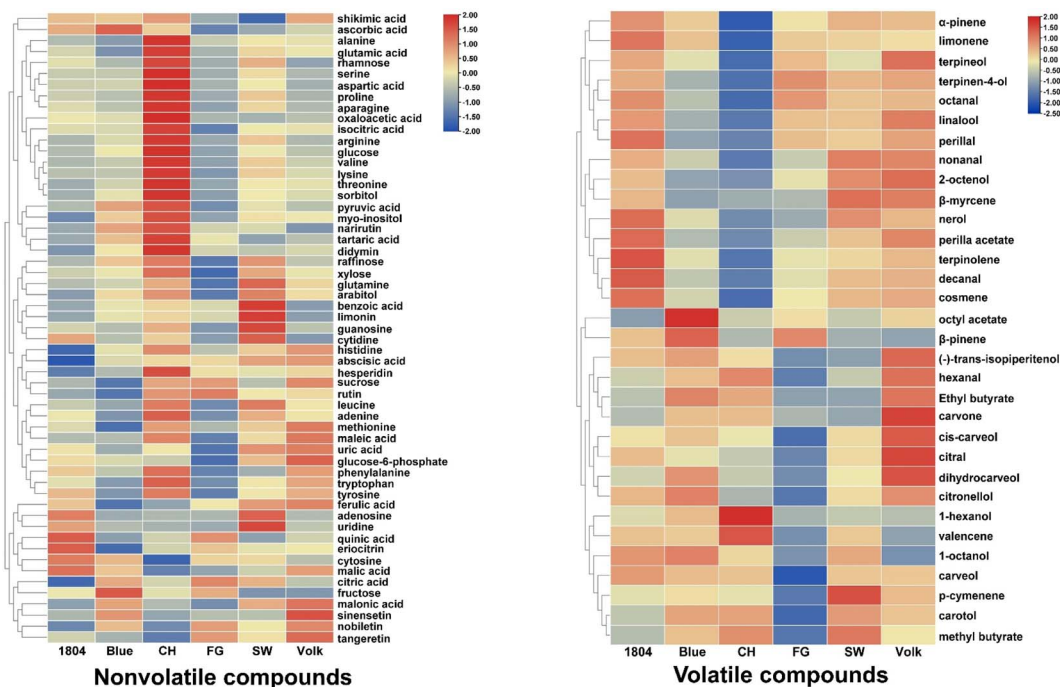 2.00
1.50
1.00
0.50
0.00
-0.50
-1.00
-1.50
-2.00
shikimic acid
ascorbic acid
alanine
glutamic acid
rhamnose
serine
aspartic acid
proline
aparagine
oxaloacetic acid
isocitric acid
arginine
glucose
valine
lysine
threonine
sorbitol
pyruvic acid
myo-inositol
narirutin
tartaric acid
didymin
raffinose
xylose
glutamine
arabitol
benzoic acid
limonin
guanosine
cytidine
histidine
abscisic acid
hesperidin
sucrose
rutin
leucine
adenine
methionine
maleic acid
uric acid
glucose-6-phosphate
phenylalanine
tryptophan
tyrosine
ferulic acid
adenosine
uridine
quinic acid
eriocitrin
cytosine
malic acid
citric acid
fructose
malonic acid
sinensetin
nobiletin
tangeretin
1804 Blue CH FG SW Volk
Nonvolatile compounds
2.00
1.50
1.00
0.50
0.00
-0.50
-1.00
-1.50
-2.00
-2.50
α-pinene
limonene
terpineol
terpinen-4-ol
octanal
linalool
perillal
nonanal
2-octenol
β-myrcene
nerol
perilla acetate
terpinolene
decanal
cosmene
octyl acetate
β-pinene
(-)-trans-isopiperitenol
hexanal
Ethyl butyrate
carvone
cis-carveol
citral
dihydrocarveol
citronellol
1-hexanol
valencene
1-octanol
carveol
p-cymenene
carotol
methyl butyrate
1804 Blue CH FG SW Volk
Volatile compounds